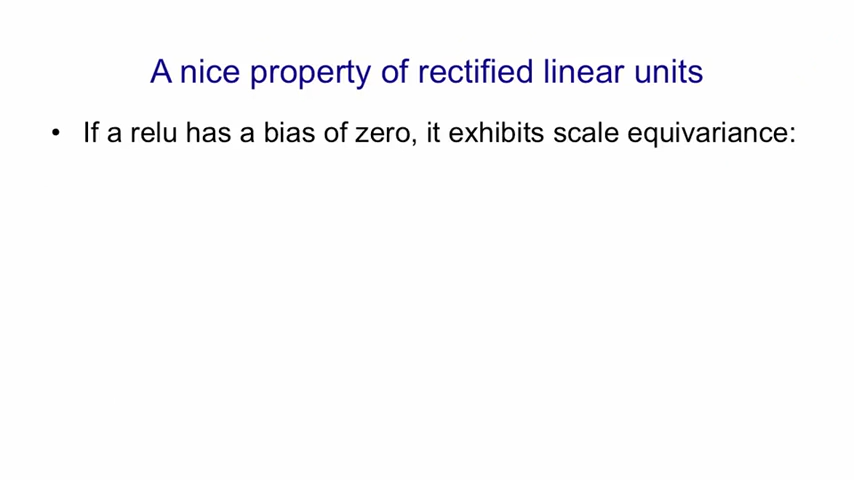 A nice property of rectified linear units
• If a relu has a bias of zero, it exhibits scale equivariance: